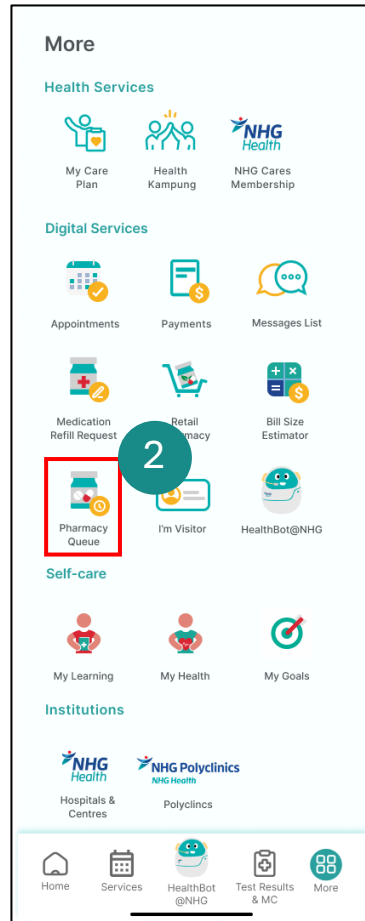 More
Health Services
NHG
Health
My Care
Plan
Health
Kampung
NHG Cares
Membership
Digital Services
Appointments
Payments
Messages List
Medication
Refill Request
Retail
Bill Size
Estimator
2
Pharmacy
Queue
I'm Visitor
HealthBot@NHG
Self-care
My Learning
My Health
My Goals
Institutions
NHG
Health
NHG Polyclinics
NHG Health
Hospitals &
Centres
Polyclincs
Home
Services
HealthBot
@NHG
Test Results
& MC
More